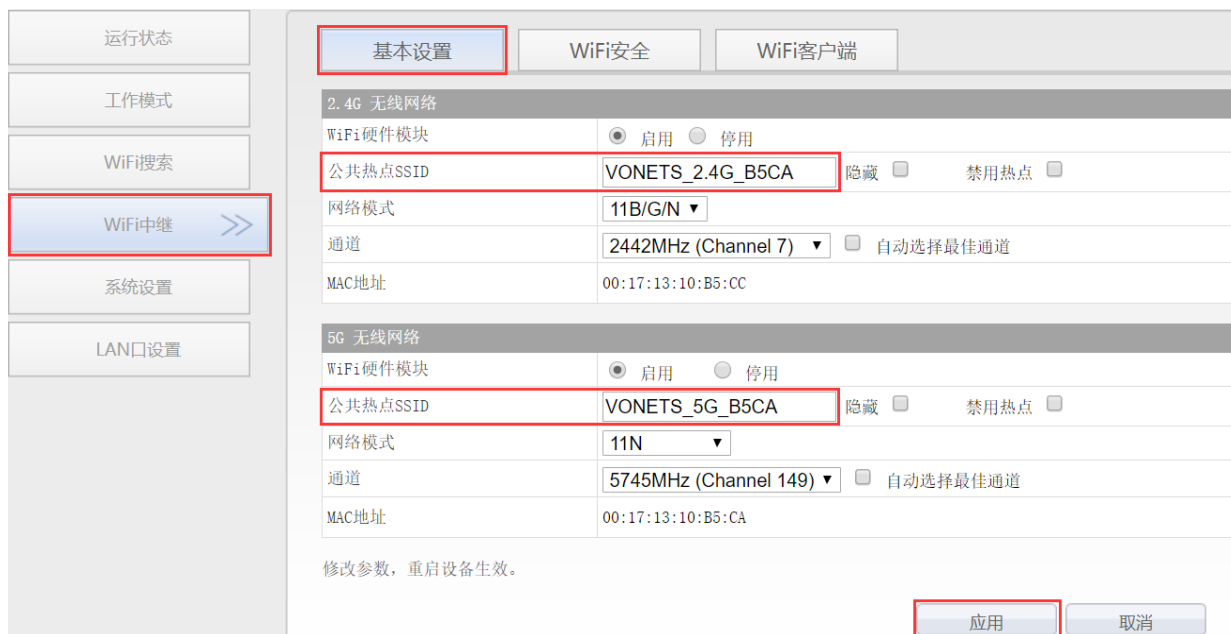 运行状态
工作模式
WiFi搜索
WiFi中继
系统设置
LAN口设置
基本设置 WiFi安全 WiFi客户端
2.4G 无线网络
WiFi硬件模块 启用 停用
公共热点SSID VONETS_2.4G_B5CA 隐藏 禁用热点
网络模式 11B/G/N
通道 2442MHz (Channel 7) 自动选择最佳通道
MAC地址 00:17:13:10:B5:CC
5G 无线网络
WiFi硬件模块 启用 停用
公共热点SSID VONETS_5G_B5CA 隐藏 禁用热点
网络模式 11N
通道 5745MHz (Channel 149) 自动选择最佳通道
MAC地址 00:17:13:10:B5:CA
修改参数，重启设备生效。
应用 取消